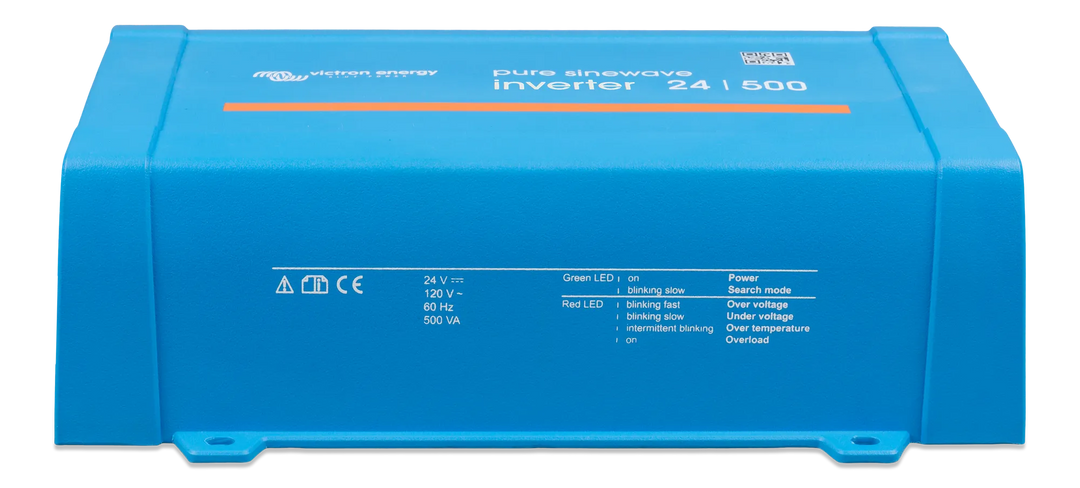 victron energy
pure sinewave
inverter 24 | 500
24 V ⎓
120 V ~
60 Hz
500 VA
Green LED on Power
blinking slow Search mode
Red LED blinking fast Over voltage
blinking slow Under voltage
intermittent blinking Over temperature
on Overload
CE